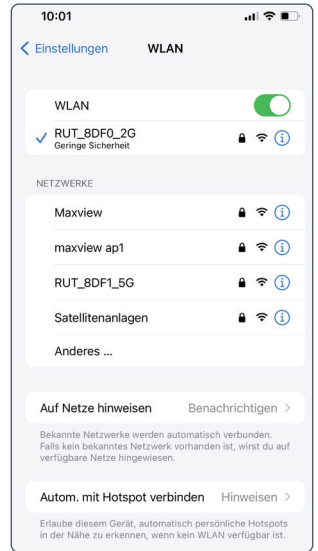 10:01
Einstellungen WLAN
WLAN
RUT_8DF0_2G
Geringe Sicherheit
NETZWERKE
Maxview
maxview ap1
RUT_8DF1_5G
Satellitenanlagen
Anderes ...
Auf Netze hinweisen Benachrichtigen
Bekannte Netzwerke werden automatisch verbunden.
Falls kein bekanntes Netzwerk vorhanden ist, wirst du auf
verfügbare Netze hingewiesen.
Autom. mit Hotspot verbinden Hinweisen
Erlaube diesem Gerät, automatisch persönliche Hotspots
in der Nähe zu erkennen, wenn kein WLAN verfügbar ist.